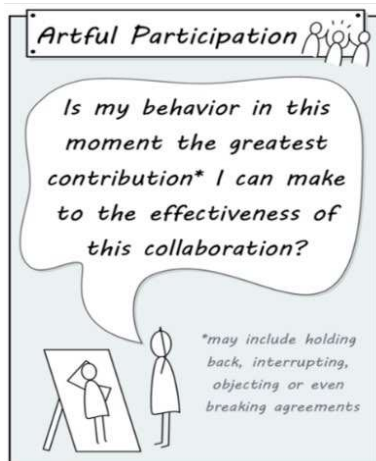 Artful Participation
Is my behavior in this
moment the greatest
contribution* I can make
to the effectiveness of
this collaboration?
*may include holding
back, interrupting,
objecting or even
breaking agreements